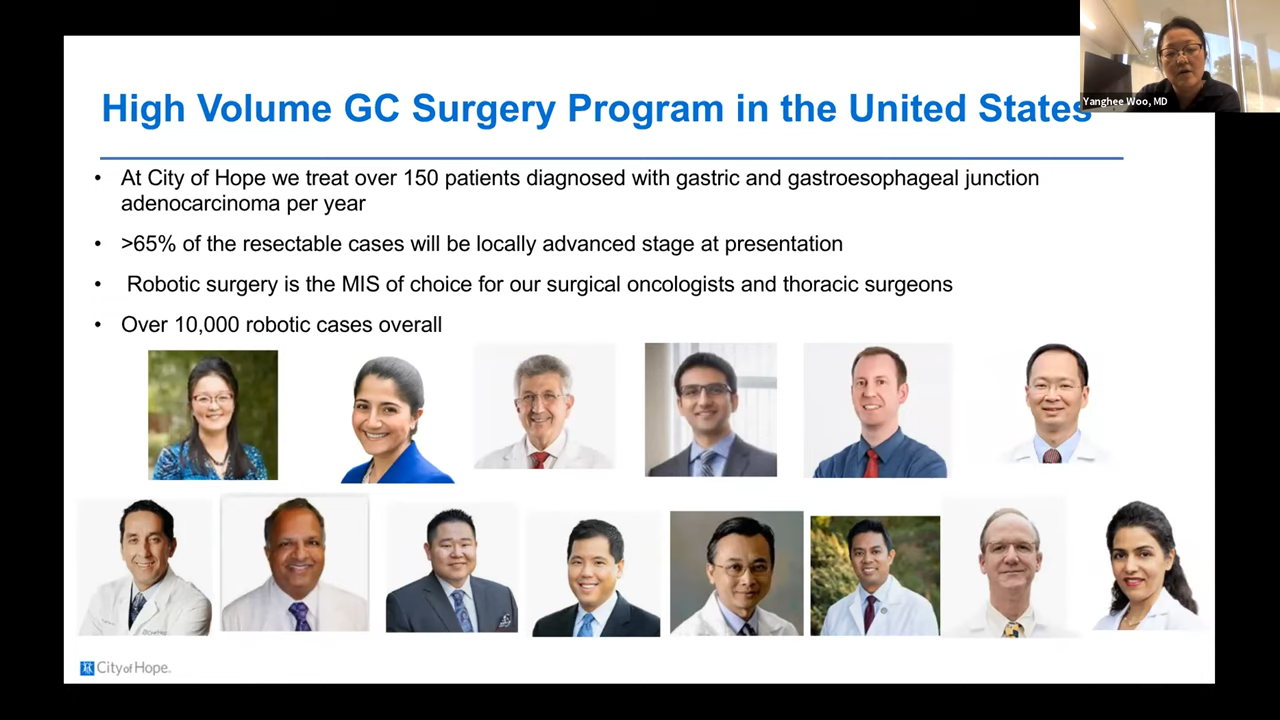 High Volume GC Surgery Program in the United States
Yanghee Woo, MD
• At City of Hope we treat over 150 patients diagnosed with gastric and gastroesophageal junction
adenocarcinoma per year
• >65% of the resectable cases will be locally advanced stage at presentation
• Robotic surgery is the MIS of choice for our surgical oncologists and thoracic surgeons
• Over 10,000 robotic cases overall
City of Hope.